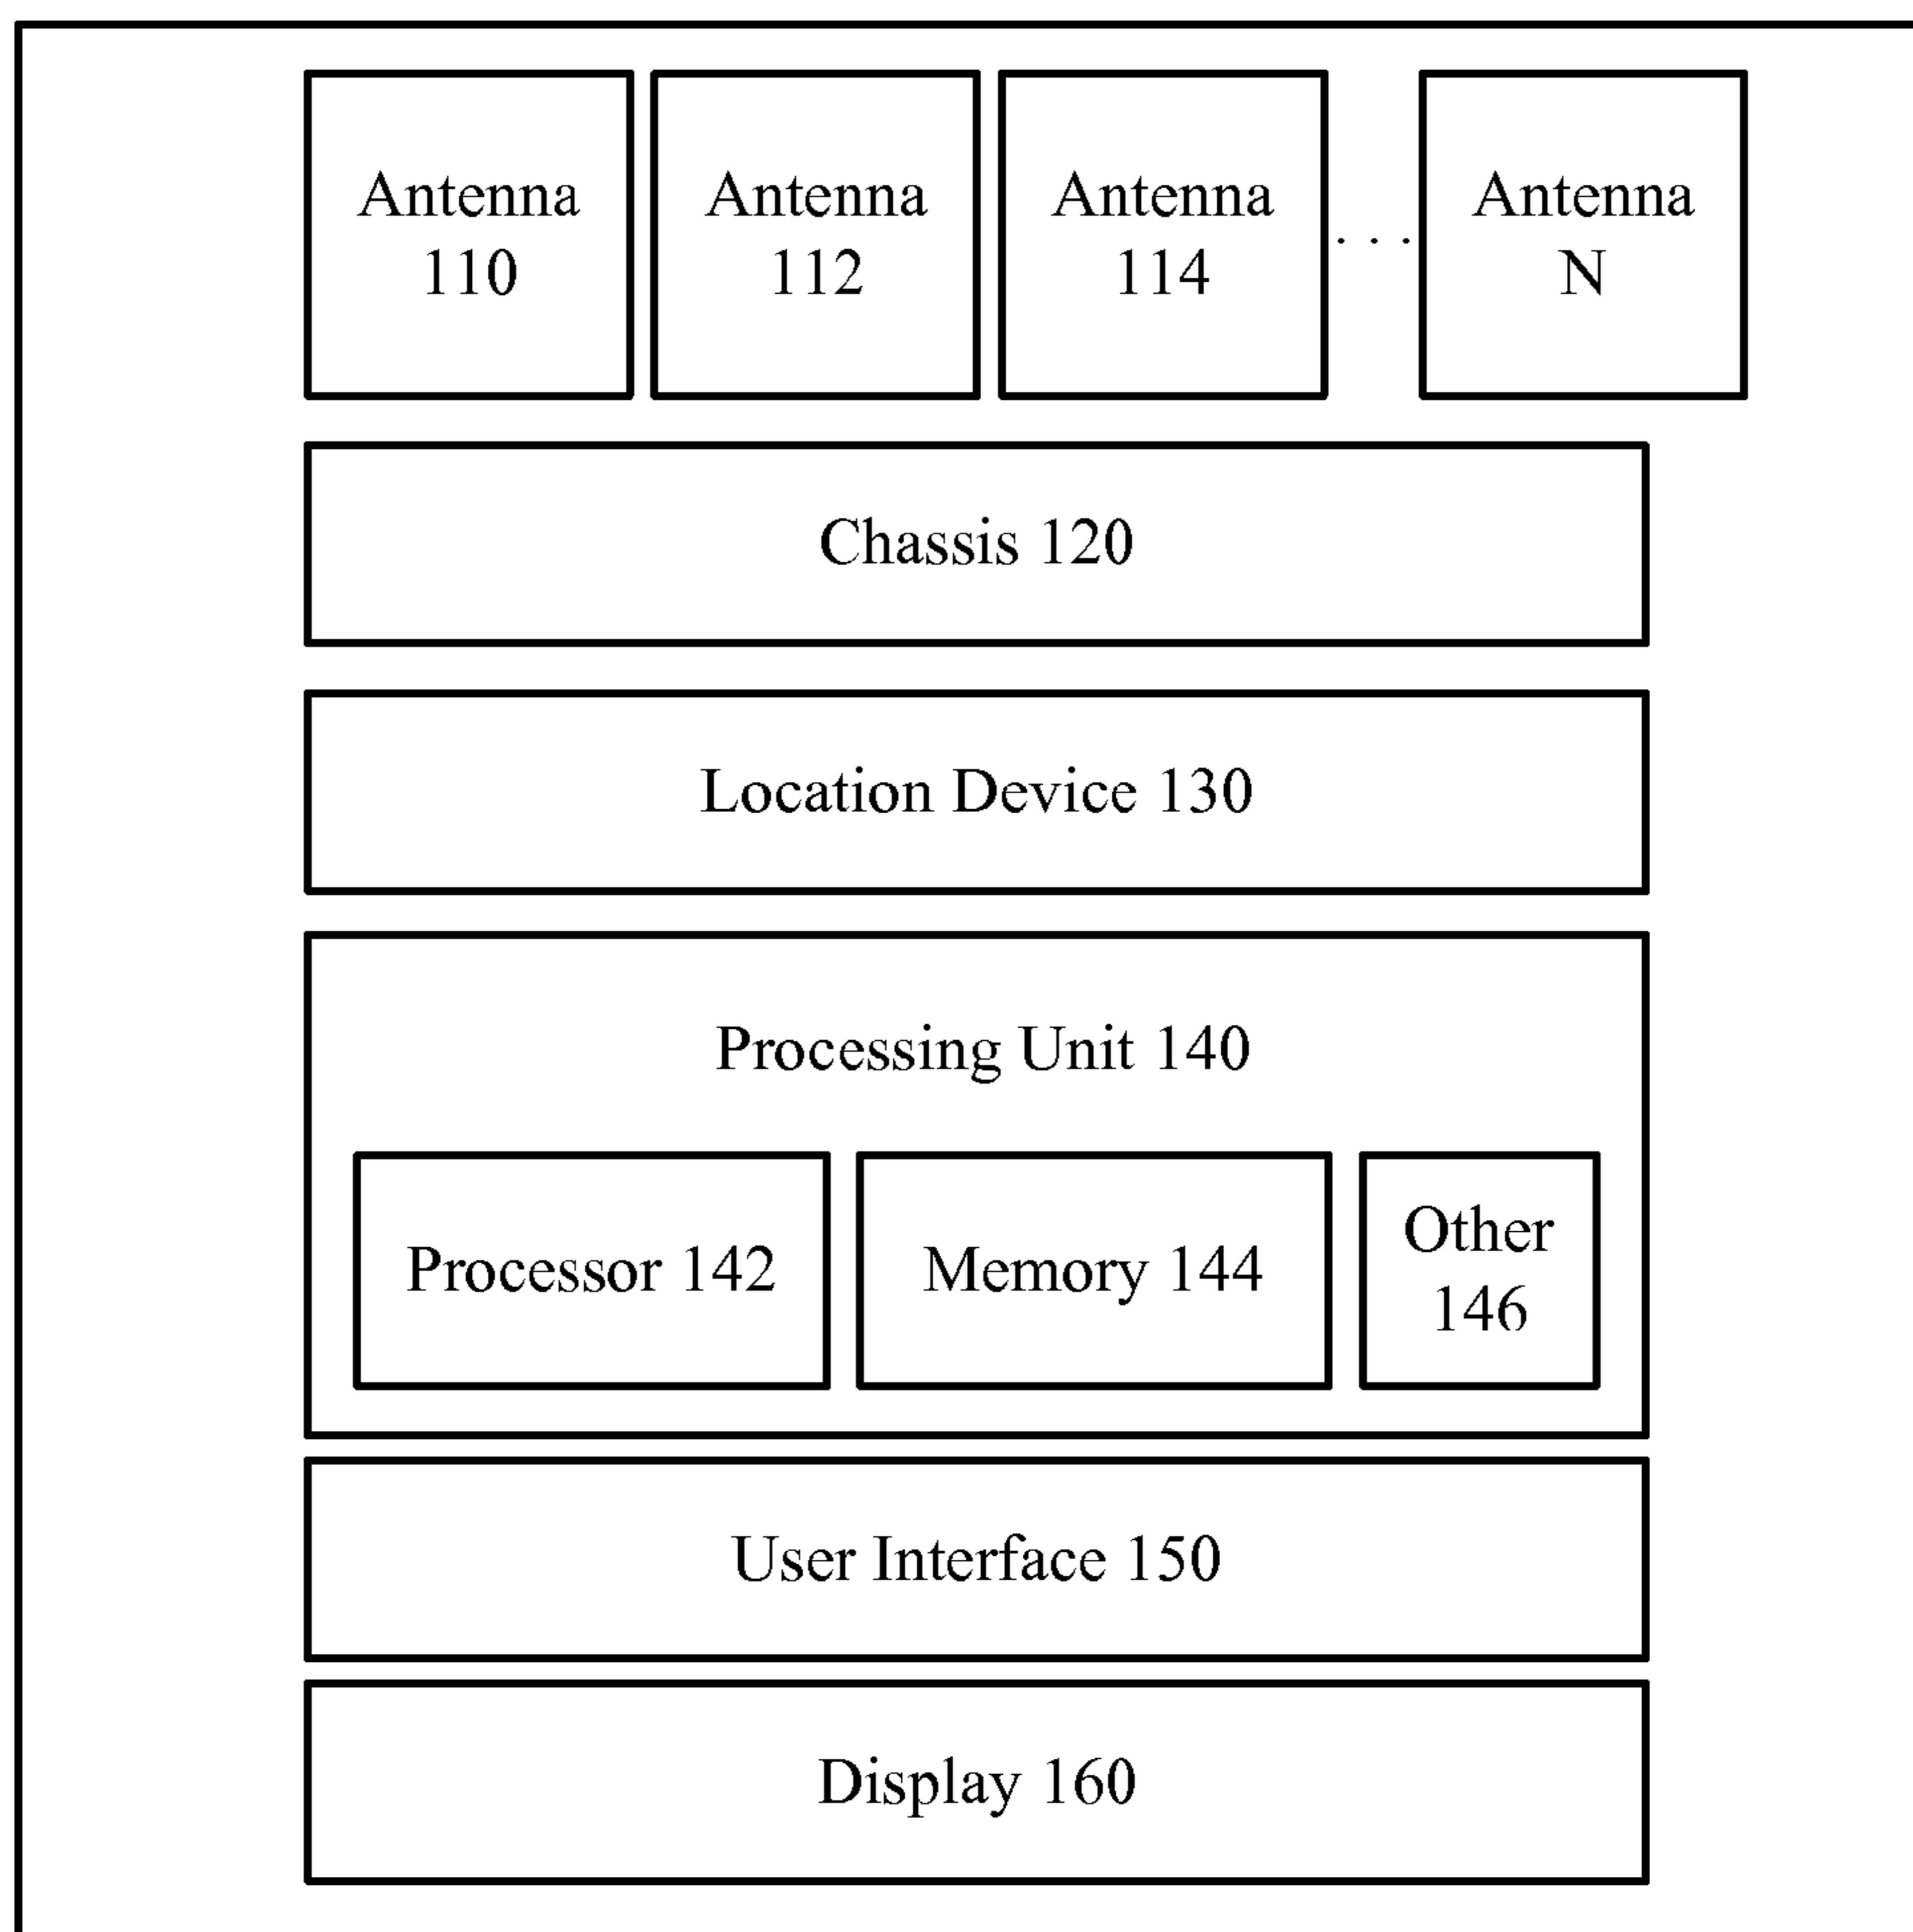 Antenna
110
Antenna
112
Antenna
114
. . .
Antenna
N
Chassis 120
Location Device 130
Processing Unit 140
Processor 142
Memory 144
Other
146
User Interface 150
Display 160